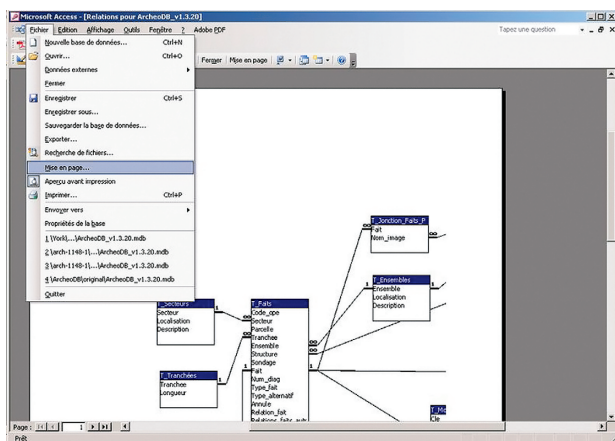 Microsoft Access - [Relations pour ArcheoDB_v1.3.20]
Fichier Edition Affichage Outils Fenêtre ? Adobe PDF
Tapez une question
Nouvelle base de données... Ctrl+N
Ouvrir... Ctrl+O
Données externes
Fermer
Enregistrer Ctrl+S
Enregistrer sous...
Sauvegarder la base de données...
Exporter...
Recherche de fichiers...
Mise en page...
Aperçu avant impression
Imprimer... Ctrl+P
Envoyer vers
Propriétés de la base
1 \York\...\ArcheoDB_v1.3.20.mdb
2 \arch-1148-1\...\ArcheoDB_v1.3.20.mdb
3 \arch-1148-1\...\ArcheoDB_v1.3.20.mdb
4 \ArcheoDB\original\ArcheoDB_v1.3.20.mdb
Quitter
Fermer Mise en page
T_Jonction_Faits_P
Fait
Nom_image
T_Ensembles
Ensemble
Localisation
Description
T_Secteurs
Secteur
Localisation
Description
T_Faits
Code_ope
Secteur
Parcelle
Tranchee
Ensemble
Structure
Sondage
Fait
Num_diag
Type_fait
Type_alternatif
Annule
Relation_fait
T_Tranchées
Tranchee
Longueur
Cle
Page : 1
Prêt